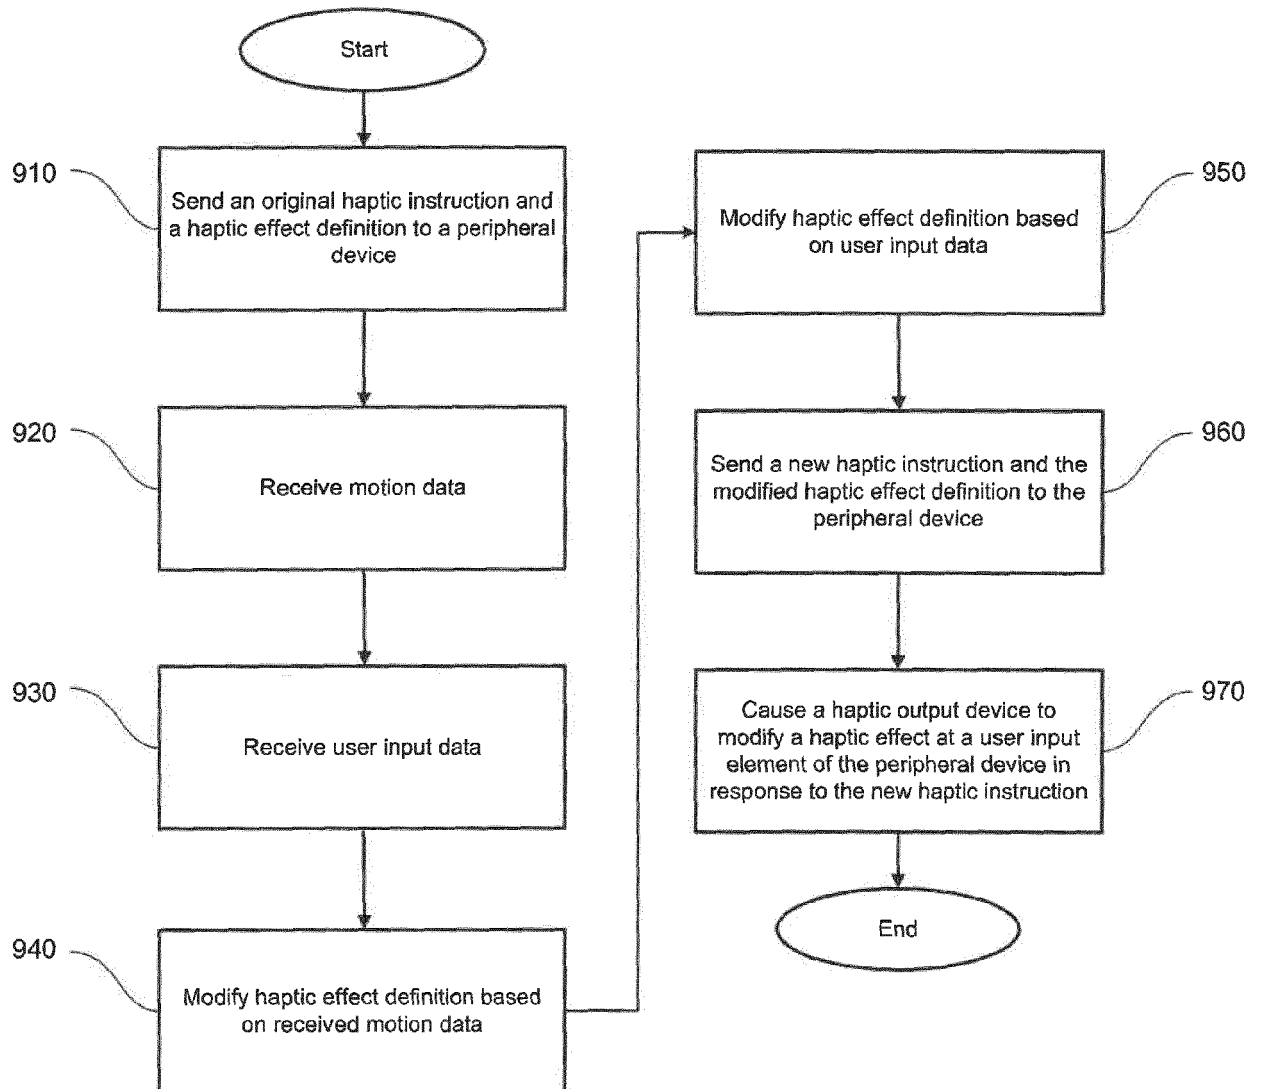 Start
910
Send an original haptic instruction and
a haptic effect definition to a peripheral
device
920
Receive motion data
930
Receive user input data
940
Modify haptic effect definition based
on received motion data
950
Modify haptic effect definition based
on user input data
960
Send a new haptic instruction and the
modified haptic effect definition to the
peripheral device
970
Cause a haptic output device to
modify a haptic effect at a user input
element of the peripheral device in
response to the new haptic instruction
End